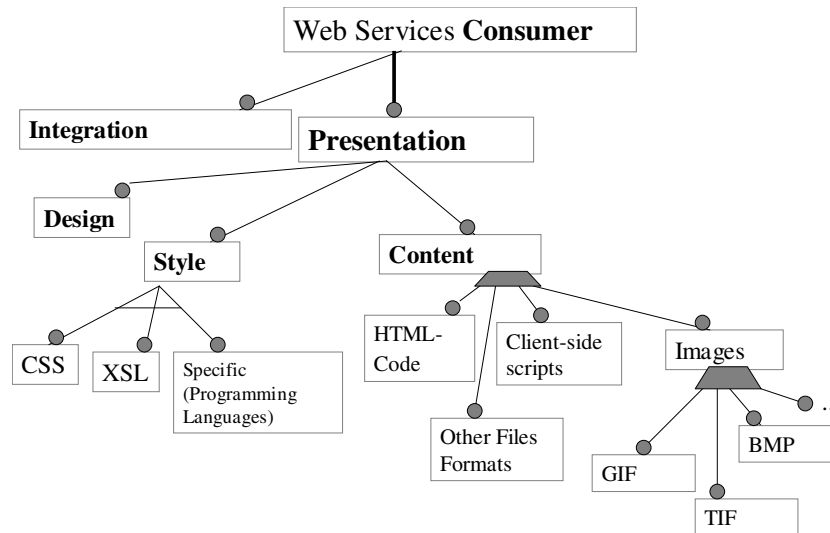 Web Services Consumer
Integration
Presentation
Design
Style
Content
CSS
XSL
Specific
(Programming
Languages)
HTML-
Code
Client-side
scripts
Images
Other Files
Formats
GIF
TIF
BMP
..